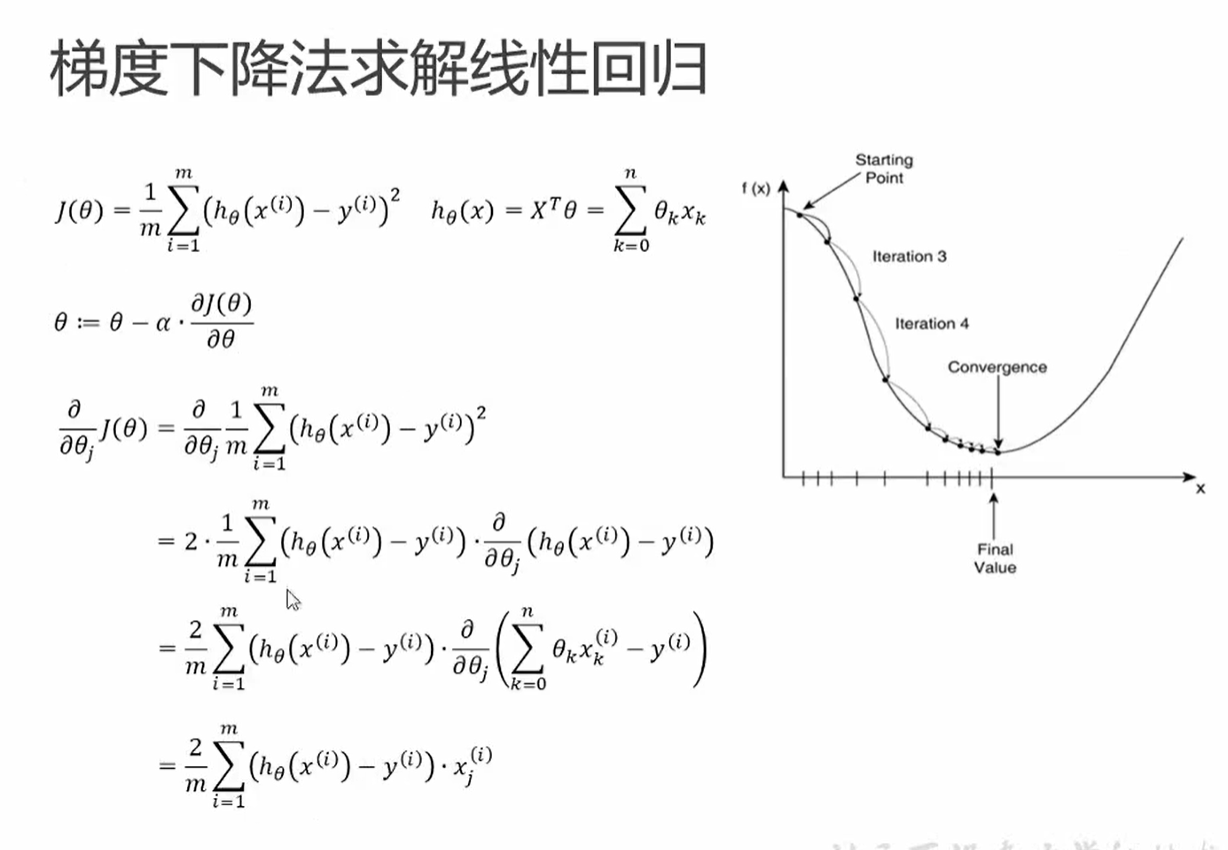 梯度下降法求解线性回归
J(θ) = 1/m ∑_{i=1}^{m} (h_θ(x^{(i)}) − y^{(i)})^2    h_θ(x) = X^T θ = ∑_{k=0}^{n} θ_k x_k
θ := θ − α · ∂J(θ)/∂θ
∂/∂θ_j J(θ) = ∂/∂θ_j 1/m ∑_{i=1}^{m} (h_θ(x^{(i)}) − y^{(i)})^2
= 2 · 1/m ∑_{i=1}^{m} (h_θ(x^{(i)}) − y^{(i)}) · ∂/∂θ_j (h_θ(x^{(i)}) − y^{(i)})
= 2/m ∑_{i=1}^{m} (h_θ(x^{(i)}) − y^{(i)}) · ∂/∂θ_j (∑_{k=0}^{n} θ_k x_k^{(i)} − y^{(i)})
= 2/m ∑_{i=1}^{m} (h_θ(x^{(i)}) − y^{(i)}) · x_j^{(i)}
f (x)
Starting
Point
Iteration 3
Iteration 4
Convergence
x
Final
Value